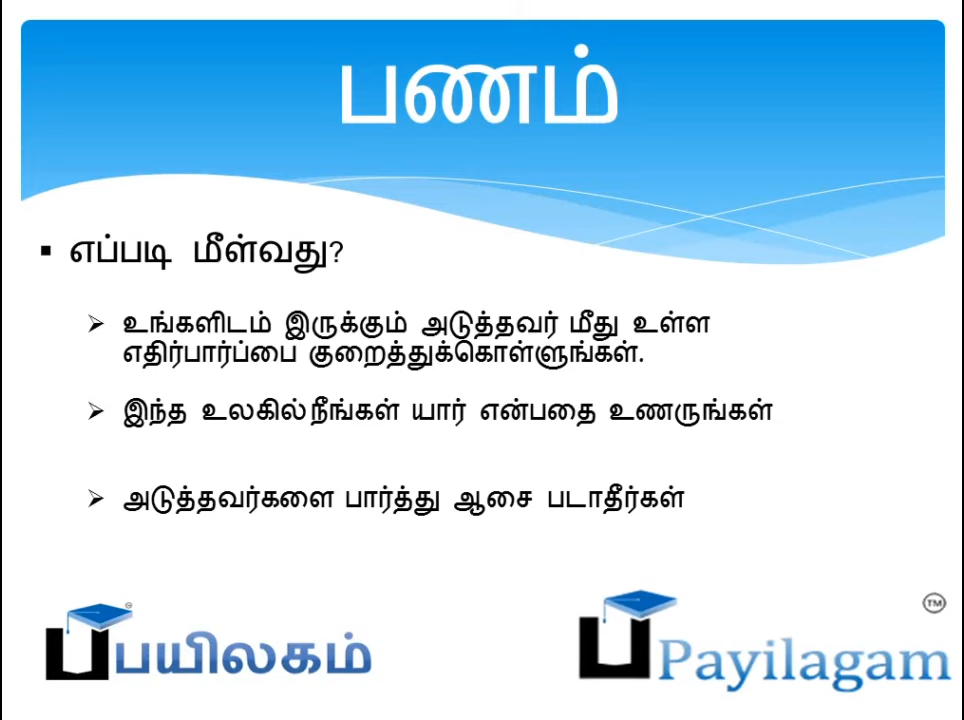 பணம்
▪ எப்படி மீள்வது?
➢ உங்களிடம் இருக்கும் அடுத்தவர் மீது உள்ள
எதிர்பார்ப்பை குறைத்துக்கொள்ளுங்கள்.
➢ இந்த உலகில்நீங்கள் யார் என்பதை உணருங்கள்
➢ அடுத்தவர்களை பார்த்து ஆசை படாதீர்கள்
பயிலகம்
Payilagam TM